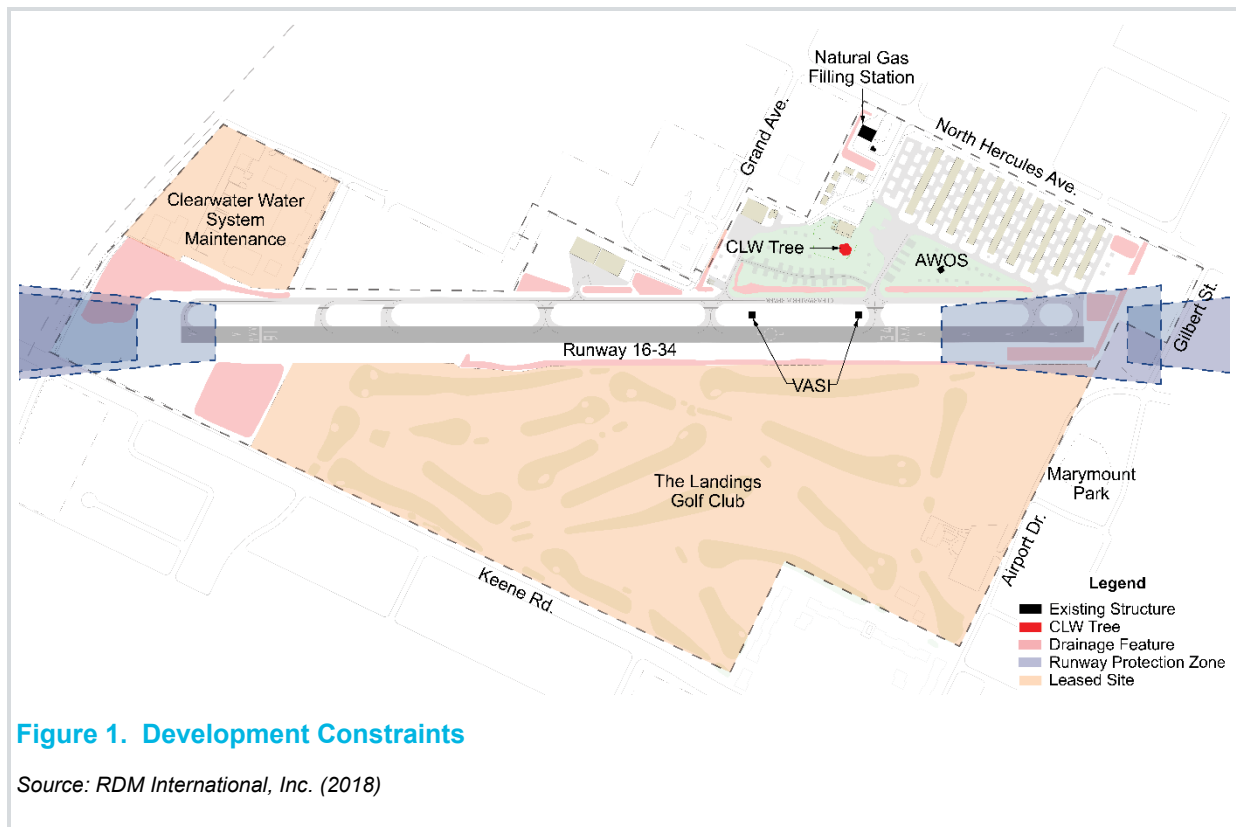 Natural Gas
Filling Station
Grand Ave.
North Hercules Ave.
Clearwater Water
System
Maintenance
CLW Tree
AWOS
Gilbert St.
Runway 16-34
VASI
The Landings
Golf Club
Marymount
Park
Airport Dr.
Keene Rd.
Legend
Existing Structure
CLW Tree
Drainage Feature
Runway Protection Zone
Leased Site
Figure 1. Development Constraints
Source: RDM International, Inc. (2018)